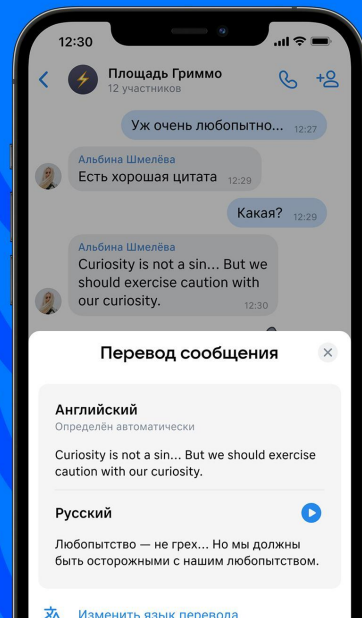 12:30
Площадь Гриммо
12 участников
Уж очень любопытно... 12:27
Альбина Шмелёва
Есть хорошая цитата 12:29
Какая? 12:29
Альбина Шмелёва
Curiosity is not a sin... But we
should exercise caution with
our curiosity. 12:30
Перевод сообщения
Английский
Определён автоматически
Curiosity is not a sin... But we should exercise
caution with our curiosity.
Русский
Любопытство — не грех... Но мы должны
быть осторожными с нашим любопытством.
Изменить язык перевода